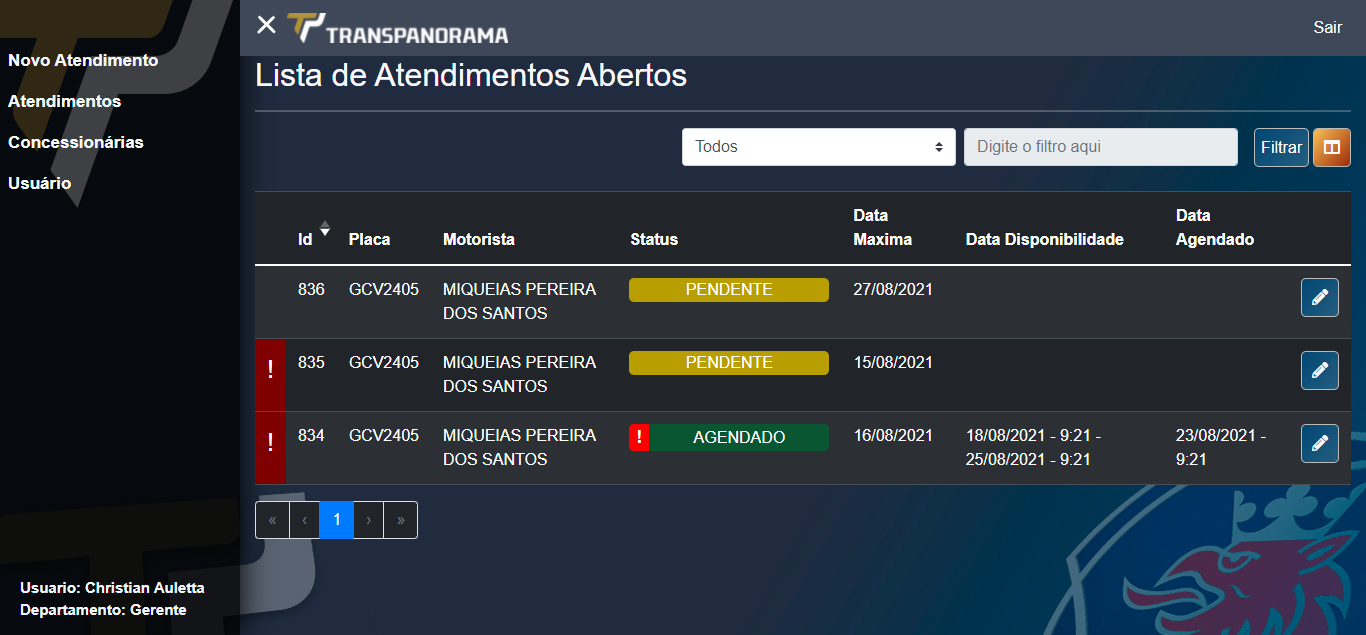 Novo Atendimento
Atendimentos
Concessionárias
Usuário
Usuario: Christian Auletta
Departamento: Gerente
× TRANSPANORAMA
Sair
Lista de Atendimentos Abertos
Todos
Digite o filtro aqui
Filtrar
Id Placa Motorista Status Data Maxima Data Disponibilidade Data Agendado
836 GCV2405 MIQUEIAS PEREIRA DOS SANTOS PENDENTE 27/08/2021
! 835 GCV2405 MIQUEIAS PEREIRA DOS SANTOS PENDENTE 15/08/2021
! 834 GCV2405 MIQUEIAS PEREIRA DOS SANTOS ! AGENDADO 16/08/2021 18/08/2021 - 9:21 - 25/08/2021 - 9:21 23/08/2021 - 9:21
« ‹ 1 › »